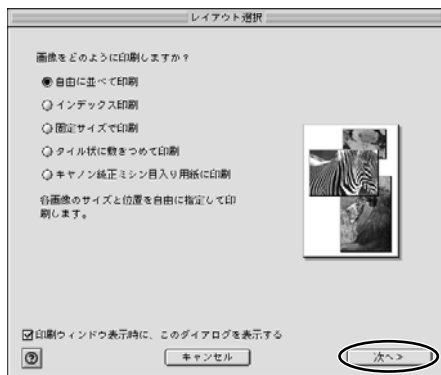 レイアウト選択
画像をどのように印刷しますか？
自由に並べて印刷
インデックス印刷
固定サイズで印刷
タイル状に敷きつめて印刷
キヤノン純正ミシン目入り用紙に印刷
各画像のサイズと位置を自由に指定して印
刷します。
印刷ウィンドウ表示時に、このダイアログを表示する
?
キャンセル
次へ >